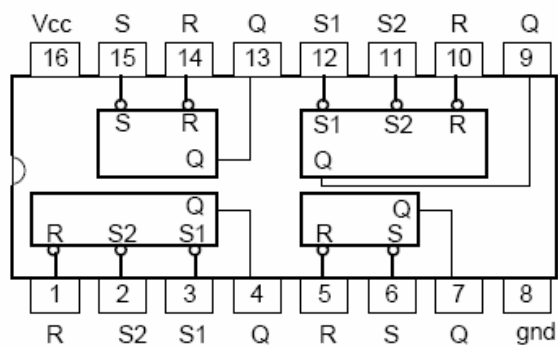 Vcc S R Q S1 S2 R Q
16 15 14 13 12 11 10 9
S R S1 S2 R
Q Q
Q Q
R S2 S1 R S
1 2 3 4 5 6 7 8
R S2 S1 Q R S Q gnd